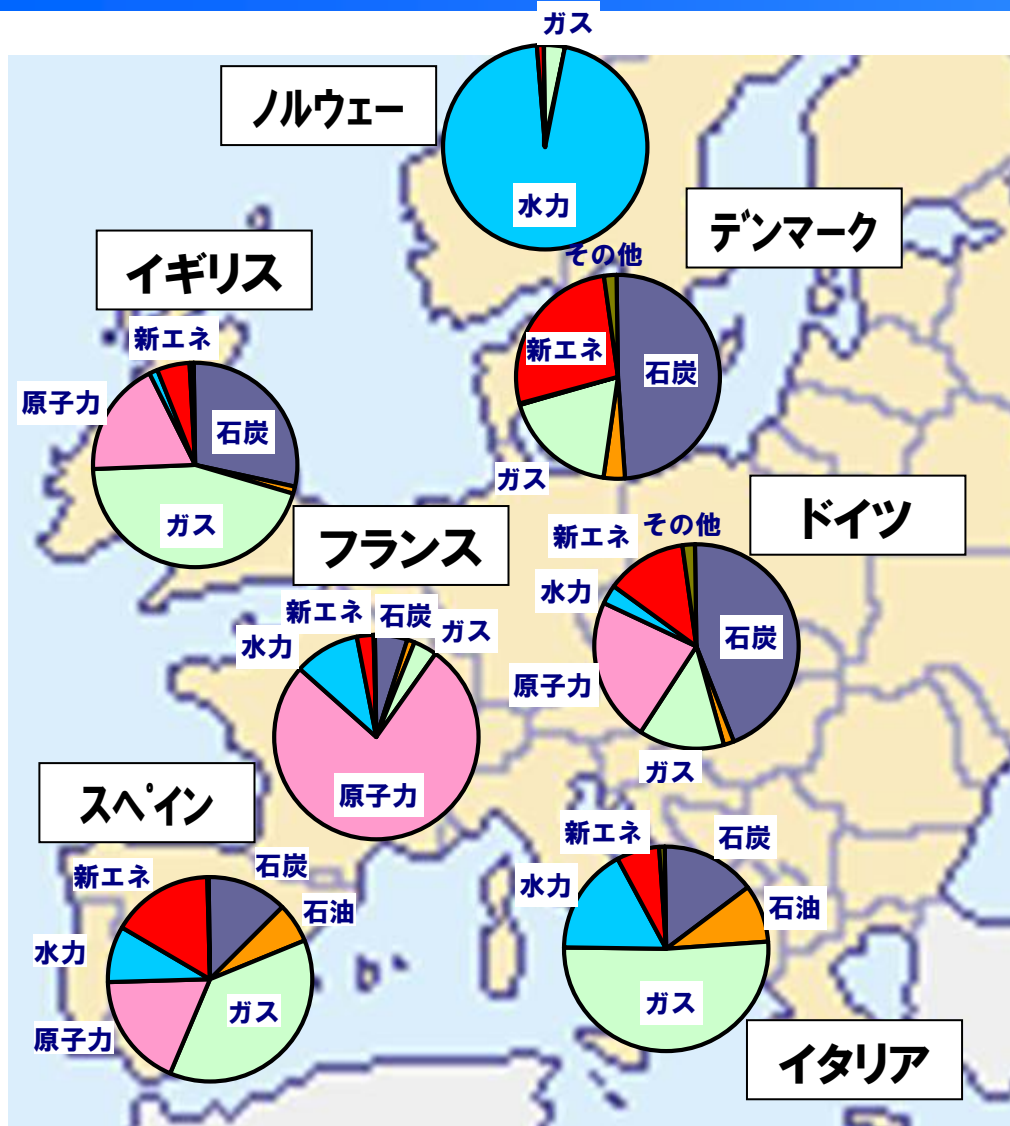 ガス
ノルウェー
水力
デンマーク
その他
新エネ
石炭
ガス
イギリス
新エネ
原子力
石炭
ガス
ドイツ
その他
新エネ
水力
石炭
原子力
ガス
フランス
新エネ
石炭
ガス
水力
原子力
スペイン
新エネ
石炭
石油
水力
ガス
原子力
新エネ
石炭
水力
石油
ガス
イタリア